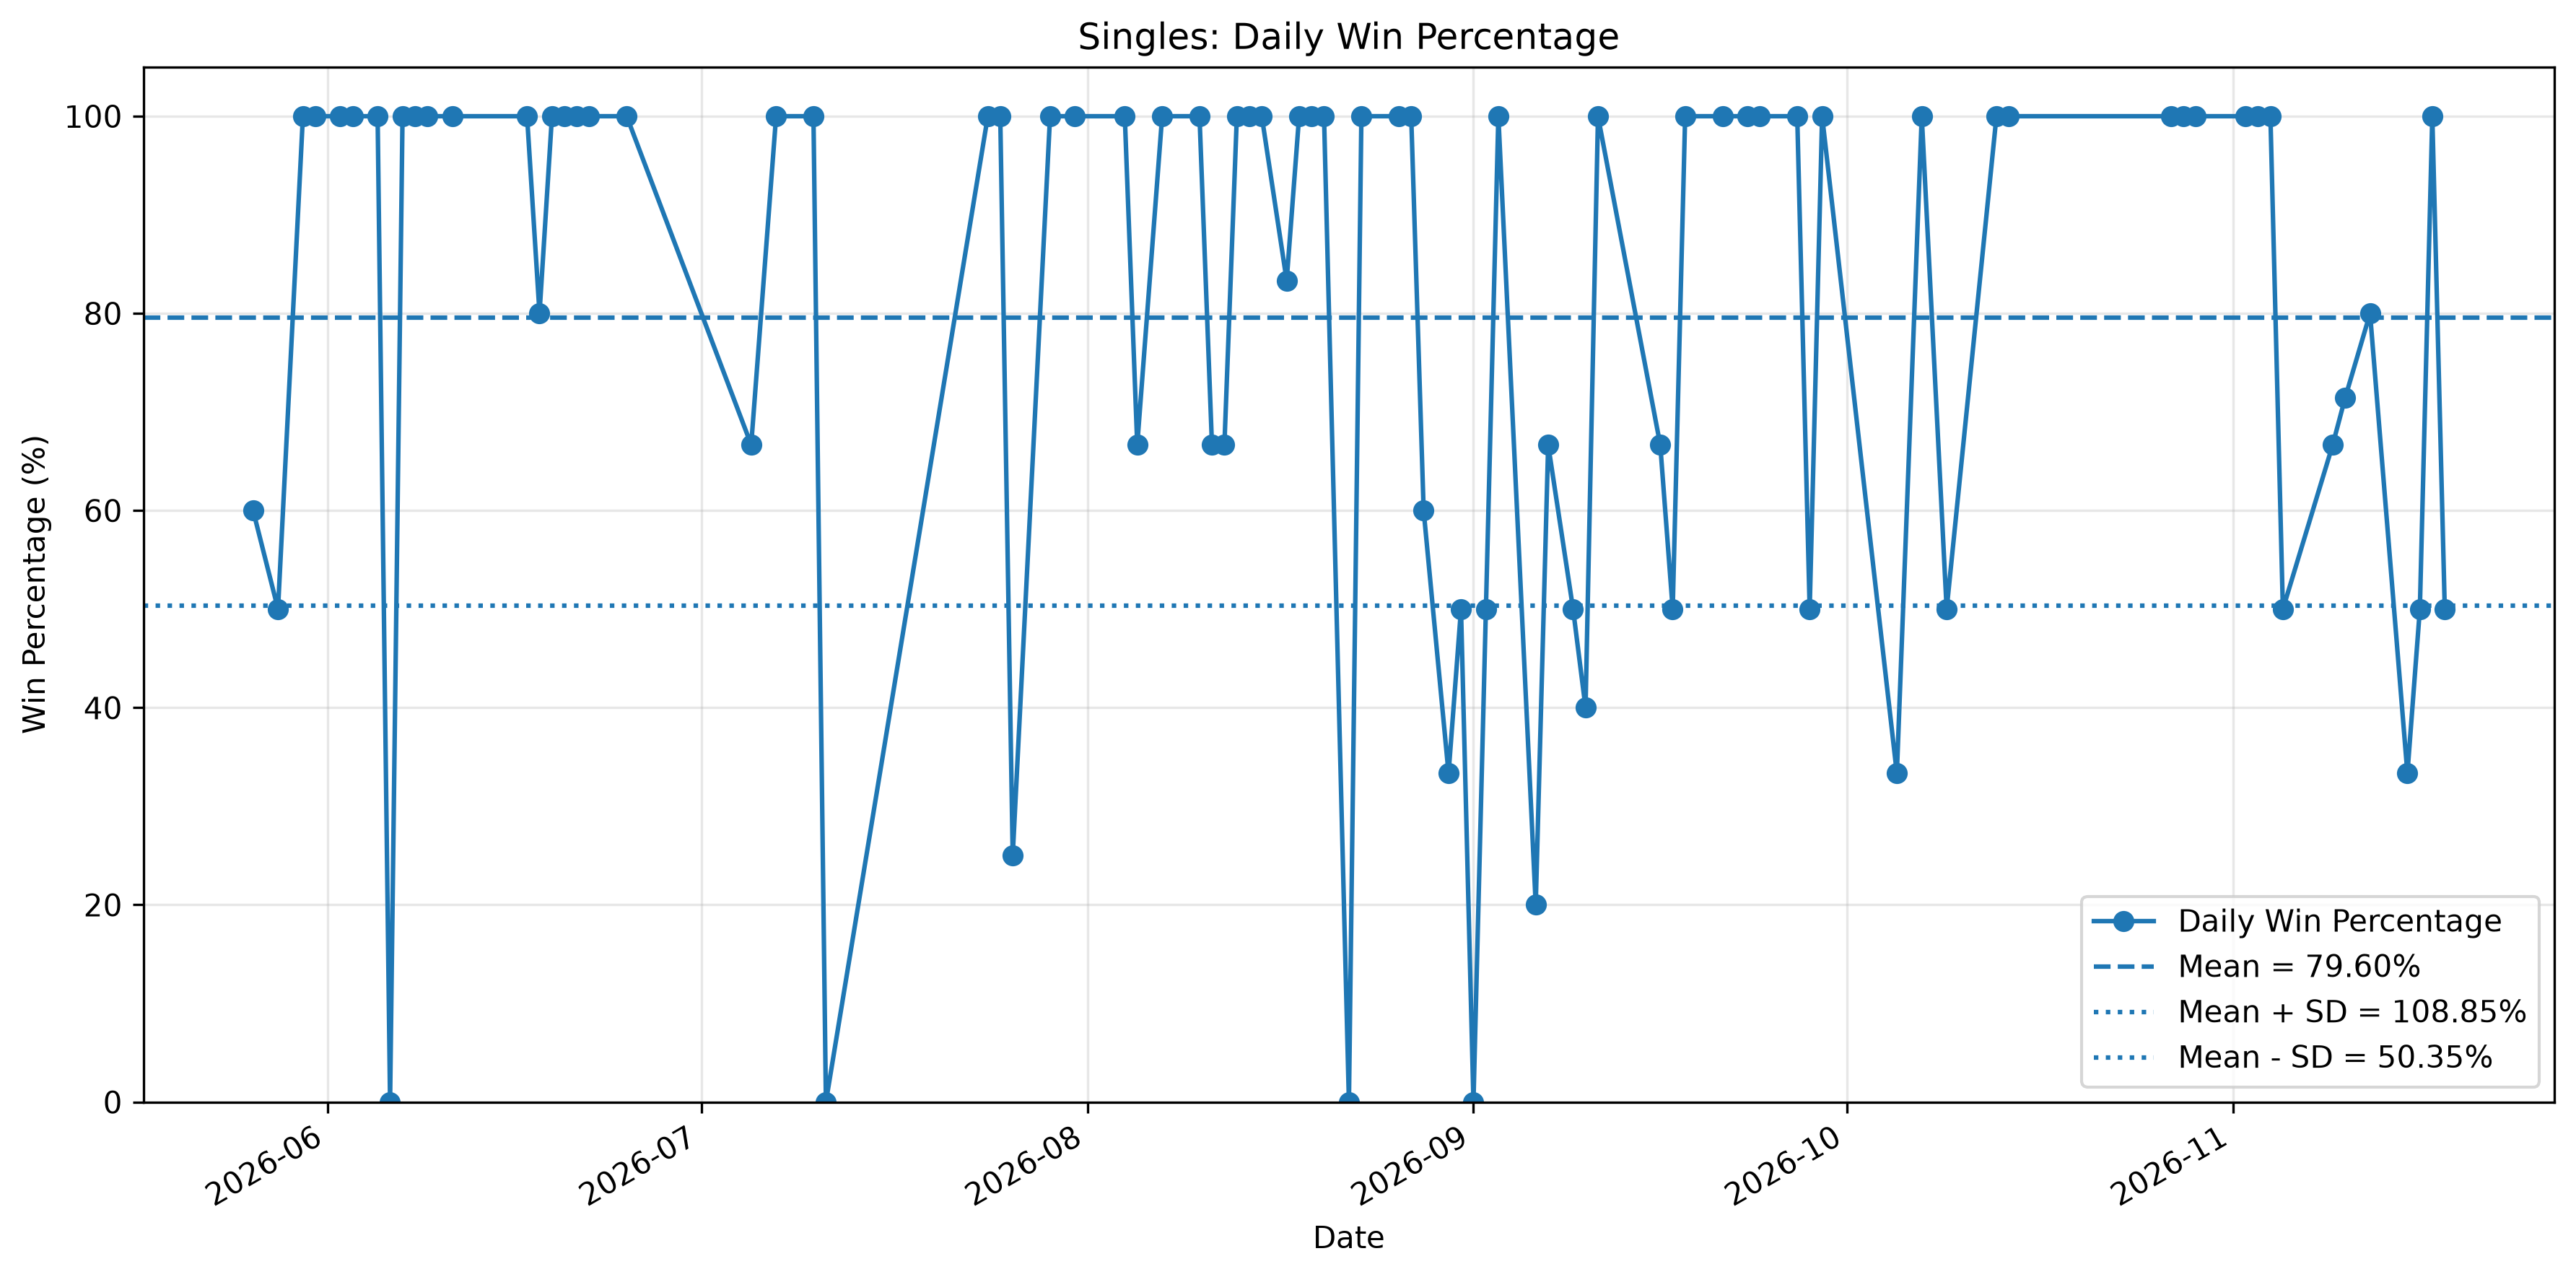 Singles: Daily Win Percentage
Win Percentage (%)
100
80
60
40
20
0
Daily Win Percentage
Mean = 79.60%
Mean + SD = 108.85%
Mean - SD = 50.35%
2026-06
2026-07
2026-08
2026-09
2026-10
2026-11
Date